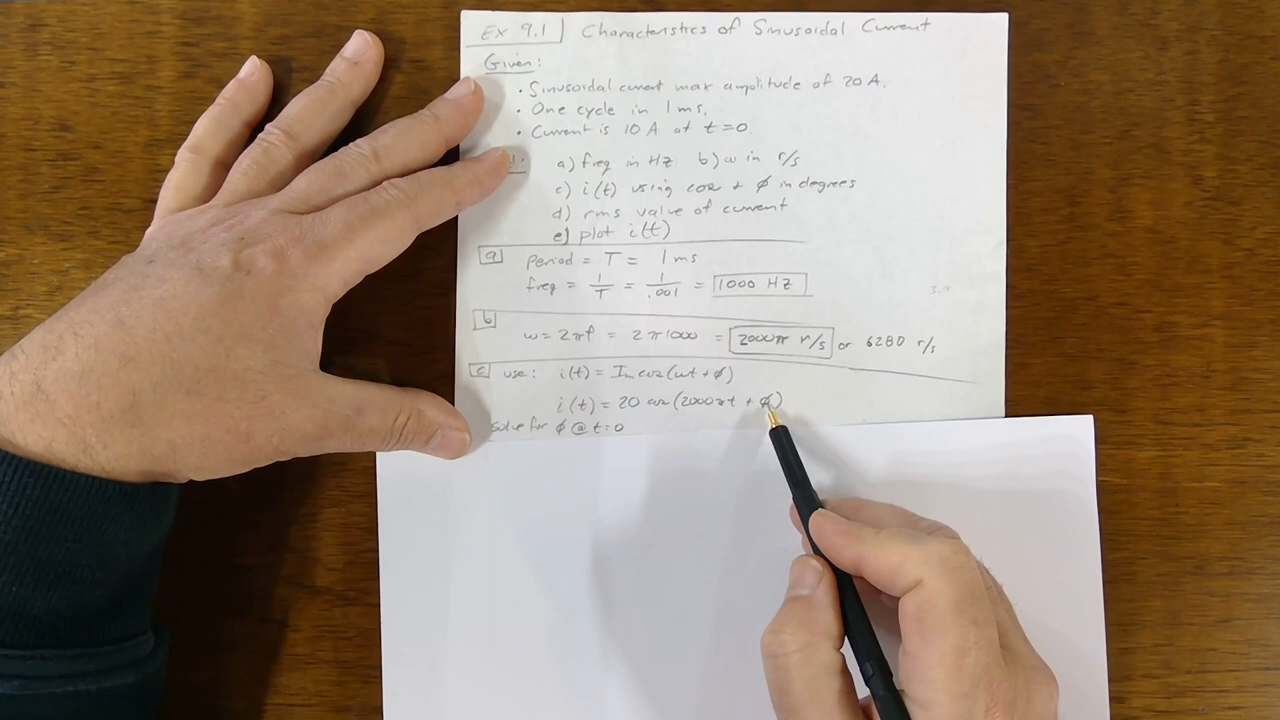 Ex 9.1 Characteristics of Sinusoidal Current
Given:
• Sinusoidal current max amplitude of 20 A.
• One cycle in 1 ms.
• Current is 10 A at t=0.
a) freq in Hz b) ω in r/s
c) i(t) using cos + ϕ in degrees
d) rms value of current
e) plot i(t)
a period = T = 1 ms
freq = 1/T = 1/.001 = 1000 Hz
b
ω = 2πf = 2π1000 = 2000π r/s or 6280 r/s
c use: i(t) = Im cos(ωt + ϕ)
i(t) = 20 cos(2000πt + ϕ)
solve for ϕ @ t=0